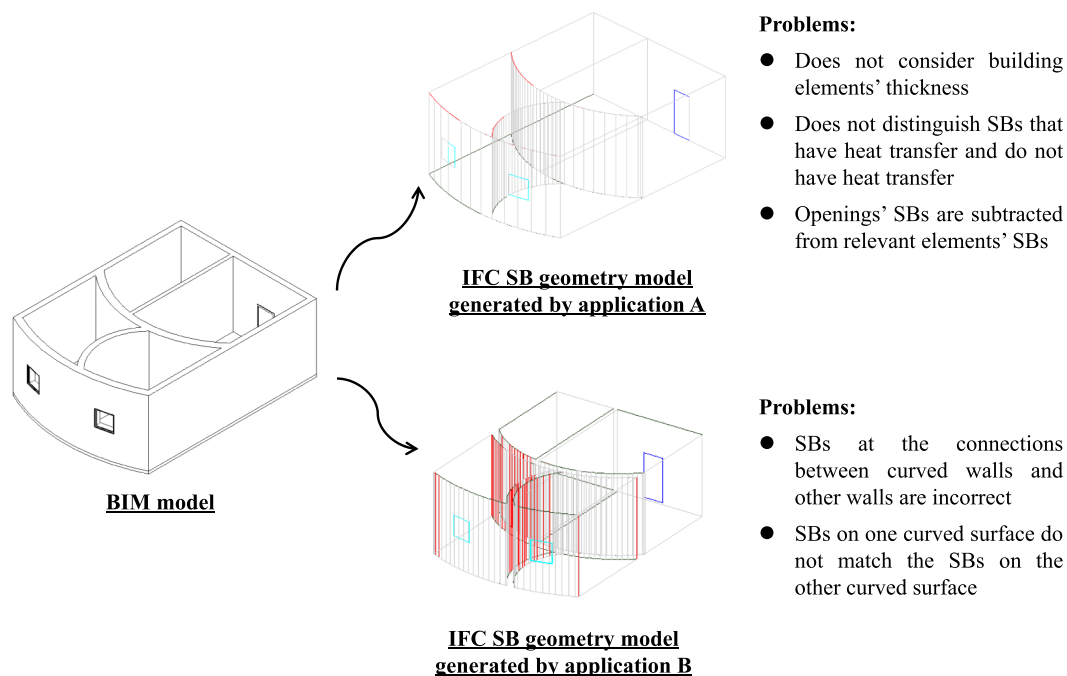 Problems:
● Does not consider building
elements’ thickness
● Does not distinguish SBs that
have heat transfer and do not
have heat transfer
● Openings’ SBs are subtracted
from relevant elements’ SBs
IFC SB geometry model
generated by application A
BIM model
Problems:
● SBs at the connections
between curved walls and
other walls are incorrect
● SBs on one curved surface do
not match the SBs on the
other curved surface
IFC SB geometry model
generated by application B